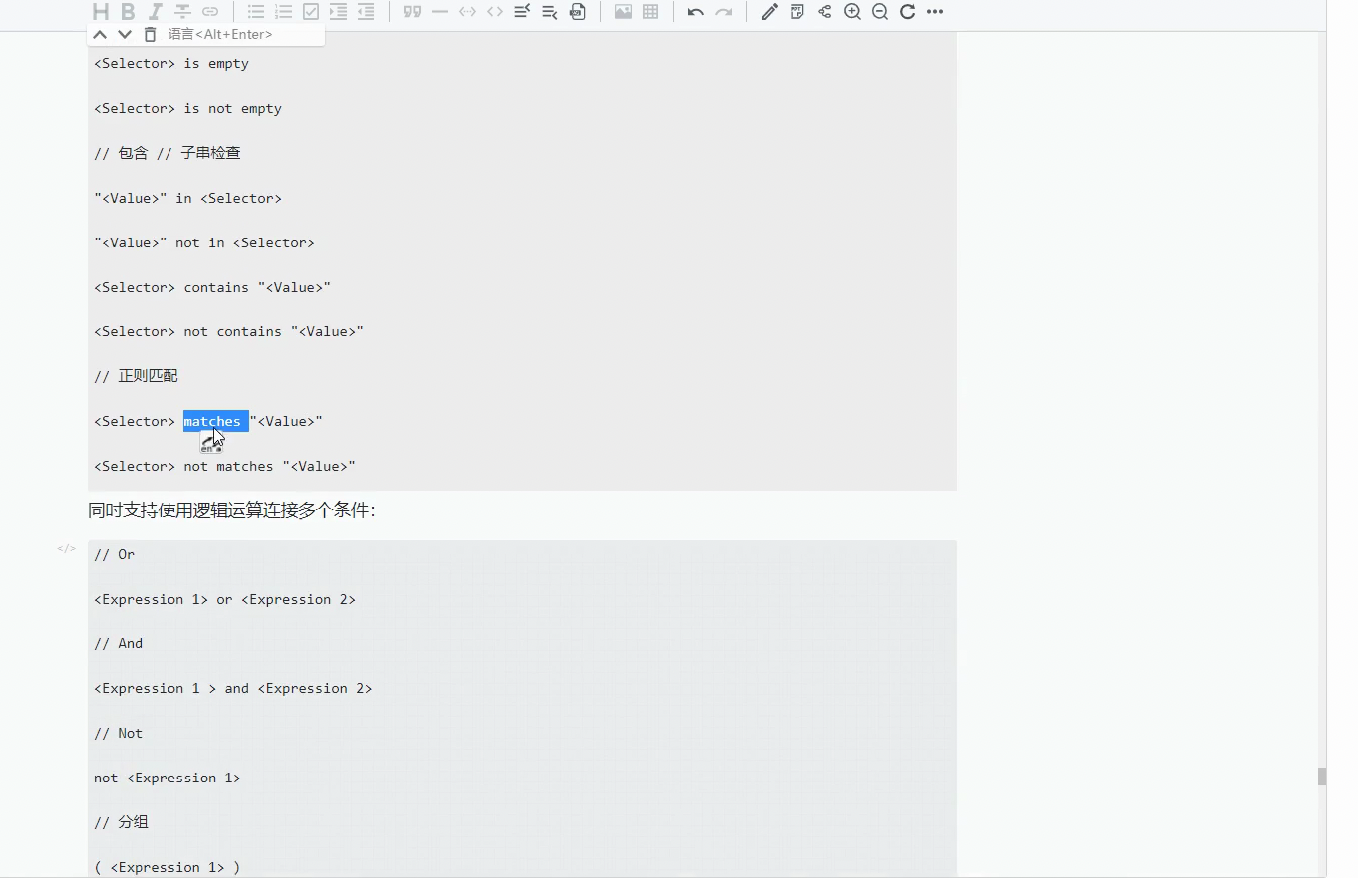 语言<Alt+Enter>
<Selector> is empty
<Selector> is not empty
// 包含 // 子串检查
"<Value>" in <Selector>
"<Value>" not in <Selector>
<Selector> contains "<Value>"
<Selector> not contains "<Value>"
// 正则匹配
<Selector> matches "<Value>"
<Selector> not matches "<Value>"
同时支持使用逻辑运算连接多个条件：
// Or
<Expression 1> or <Expression 2>
// And
<Expression 1 > and <Expression 2>
// Not
not <Expression 1>
// 分组
( <Expression 1> )